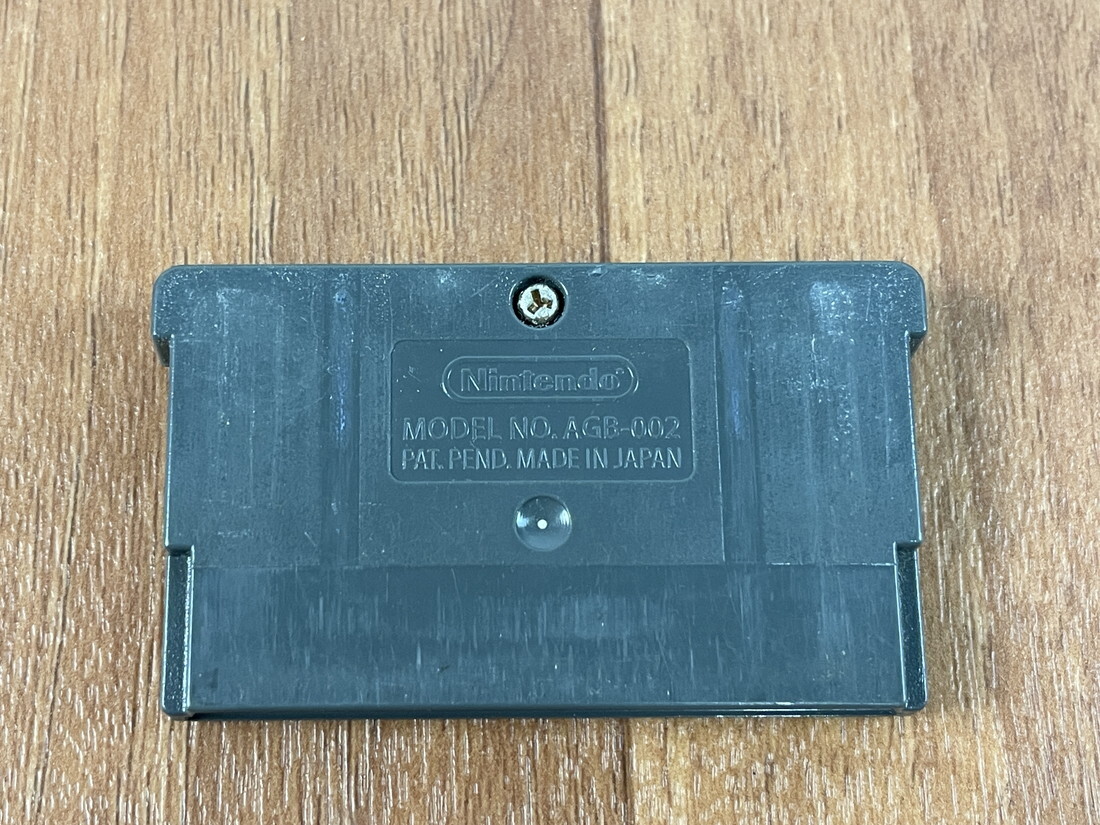 Nintendo®
MODEL NO. AGB-002
PAT. PEND. MADE IN JAPAN